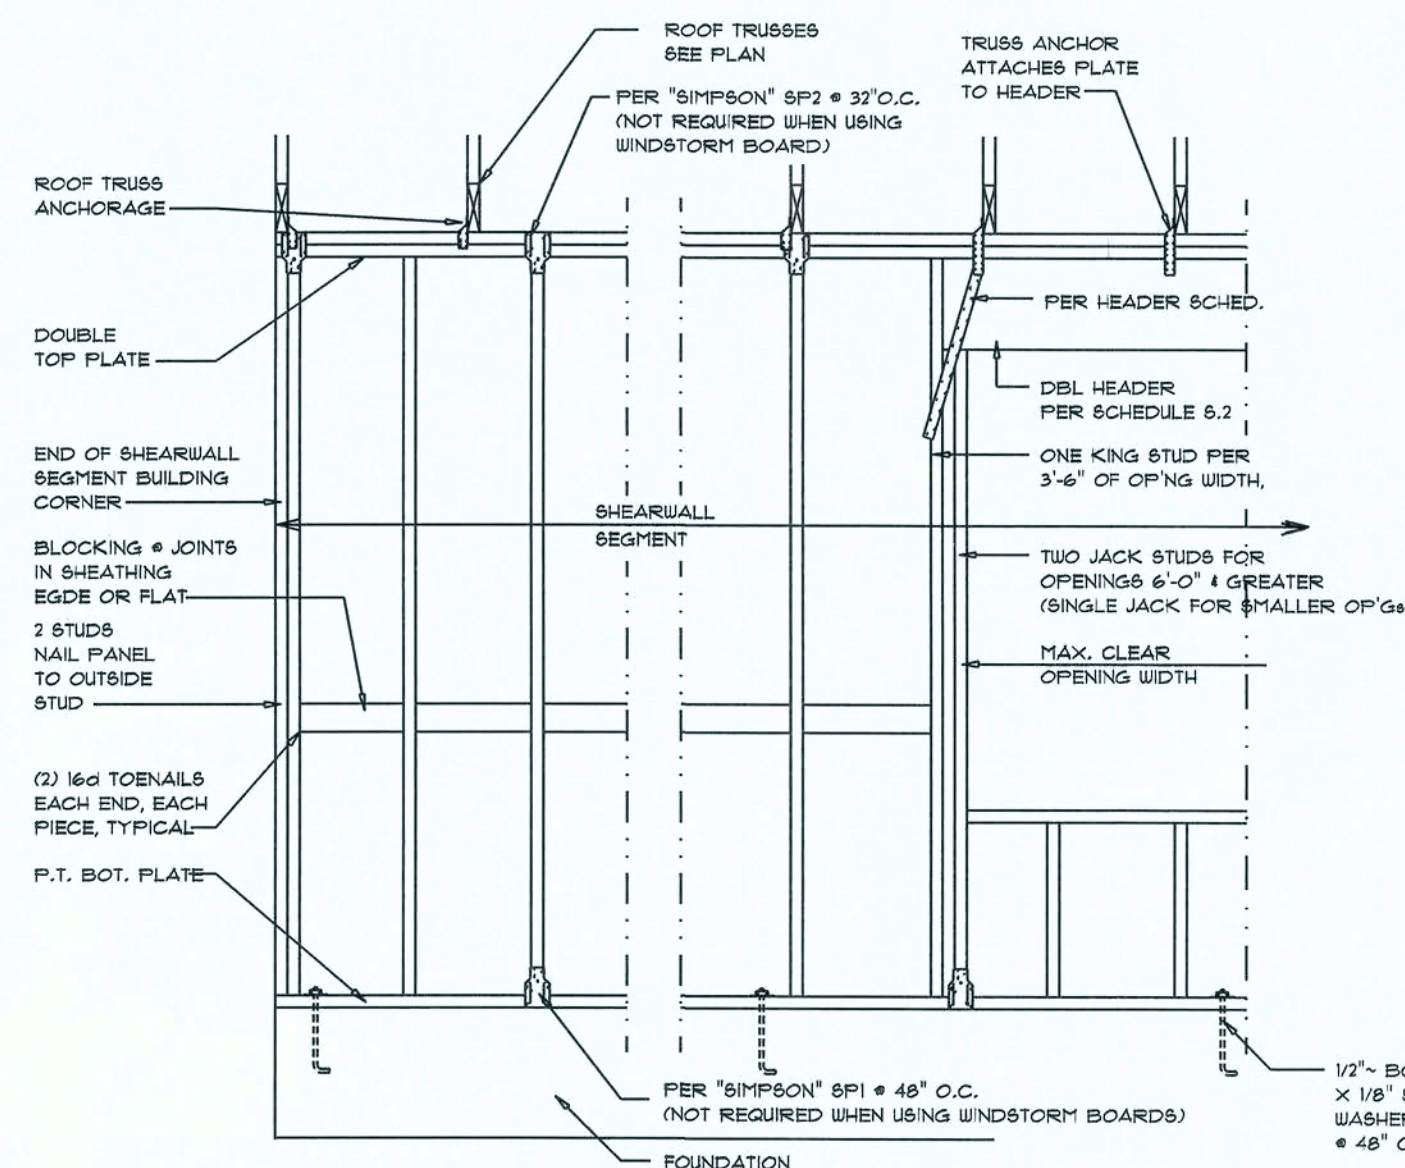 ROOF TRUSSES
SEE PLAN
TRUSS ANCHOR
ATTACHES PLATE
TO HEADER
PER "SIMPSON" SP2 @ 32"O.C.
(NOT REQUIRED WHEN USING
WINDSTORM BOARD)
ROOF TRUSS
ANCHORAGE
PER HEADER SCHED.
DOUBLE
TOP PLATE
DBL HEADER
PER SCHEDULE S.2
END OF SHEARWALL
SEGMENT BUILDING
CORNER
ONE KING STUD PER
3'-6" OF OP'NG WIDTH,
SHEARWALL
SEGMENT
BLOCKING @ JOINTS
IN SHEATHING
EGDE OR FLAT
TWO JACK STUDS FOR
OPENINGS 6'-0" & GREATER
(SINGLE JACK FOR SMALLER OP'Gs
2 STUDS
NAIL PANEL
TO OUTSIDE
STUD
MAX. CLEAR
OPENING WIDTH
(2) 16d TOENAILS
EACH END, EACH
PIECE, TYPICAL
P.T. BOT. PLATE
PER "SIMPSON" SP1 @ 48" O.C.
(NOT REQUIRED WHEN USING WINDSTORM BOARDS)
1/2"~
X 1/8"
@ 48"
FOUNDATION